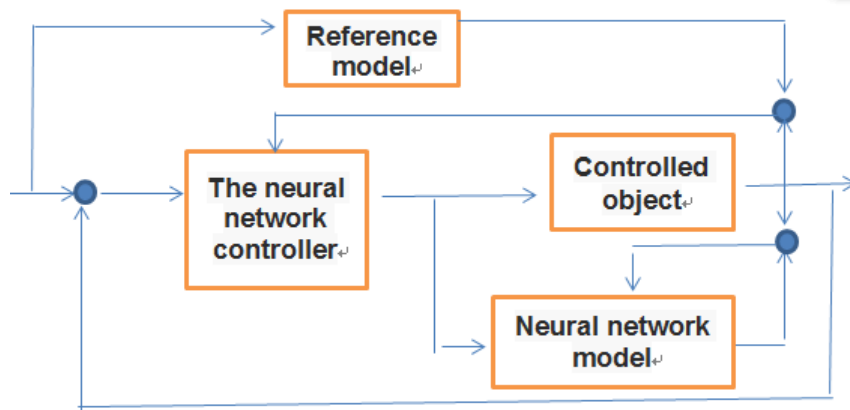 Reference
model↵
The neural
network
controller↵
Controlled
object↵
Neural network
model↵